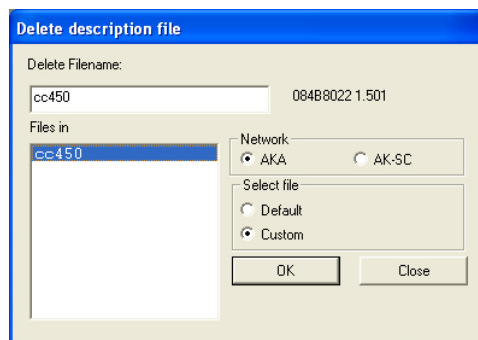 Delete description file
Delete Filename:
cc450
084B8022 1.501
Files in
cc450
Network
AKA
AK-SC
Select file
Default
Custom
OK
Close